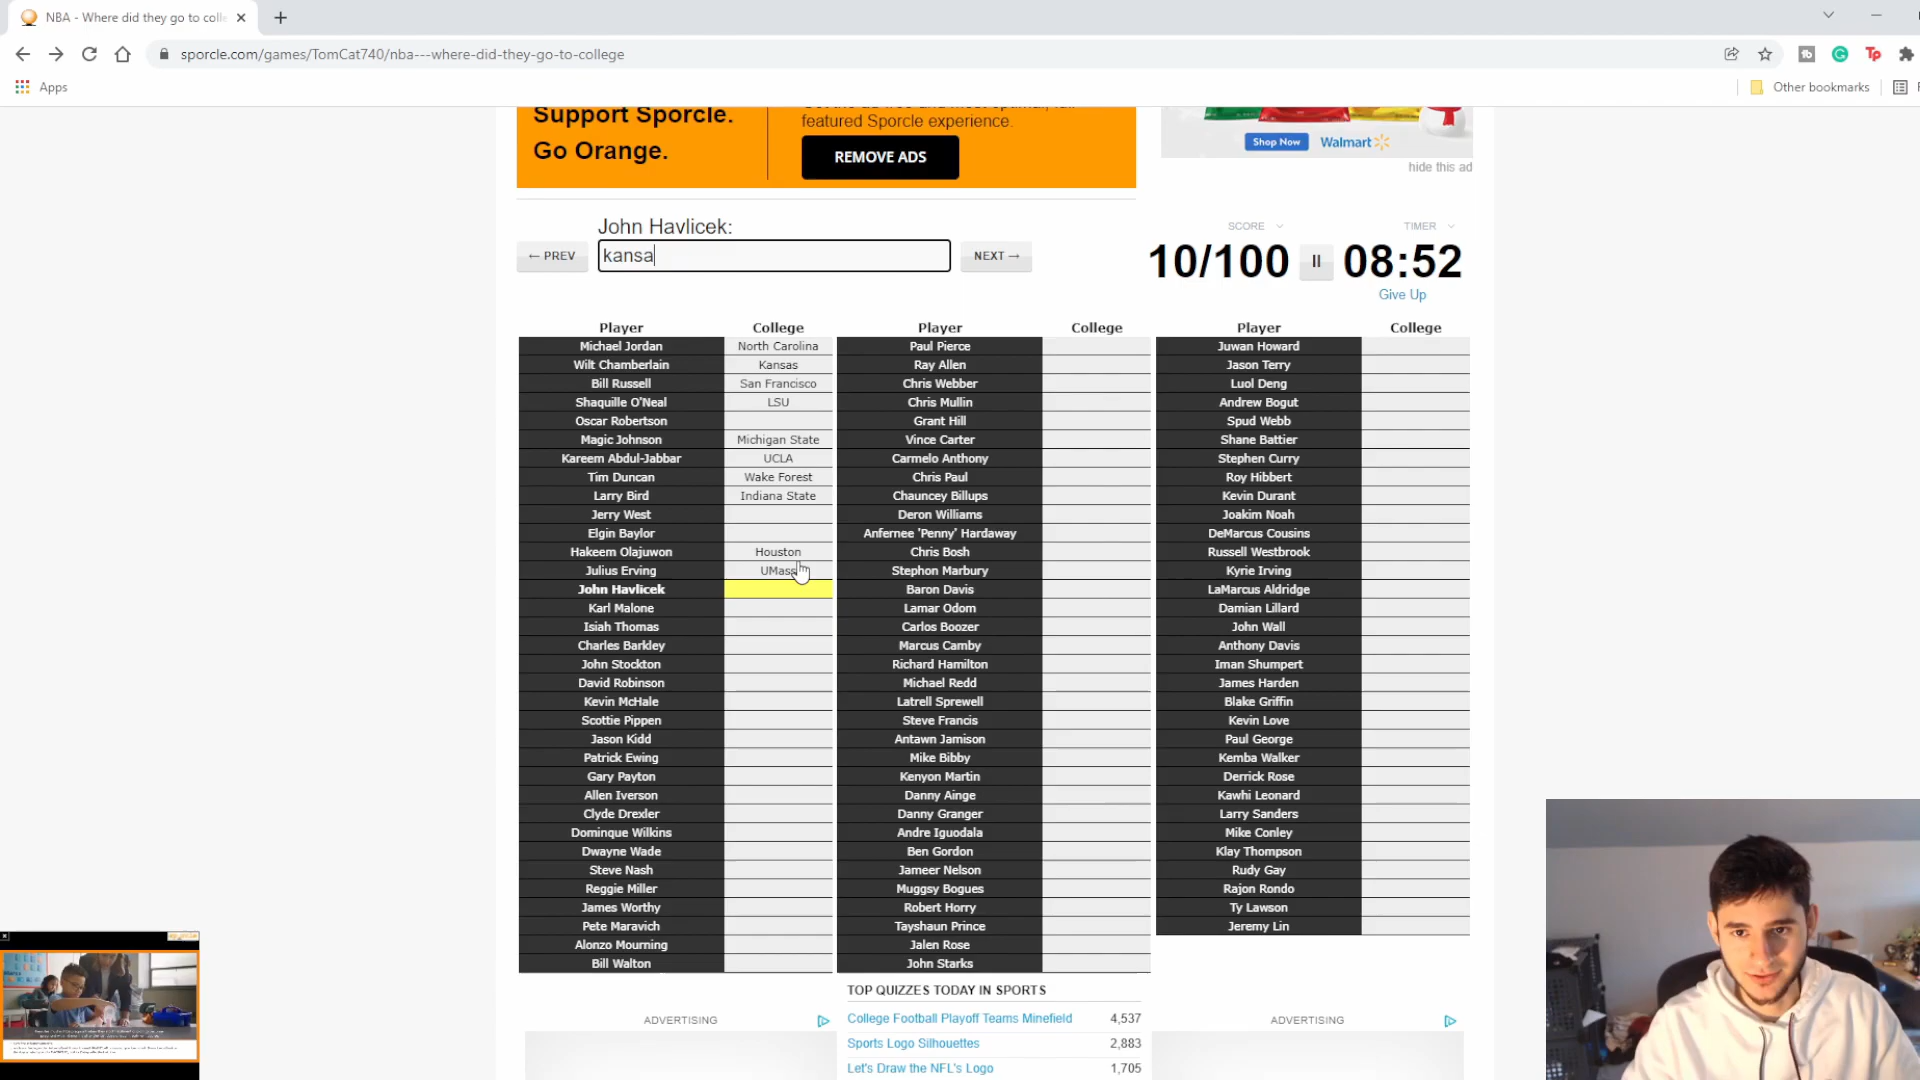 NBA - Where did they go to colle
sporcle.com/games/TomCat740/nba---where-did-they-go-to-college
Apps
Other bookmarks
Support Sporcle.
Go Orange.
featured Sporcle experience.
REMOVE ADS
Shop Now
Walmart
hide this ad
John Havlicek:
← PREV
kansa
NEXT →
SCORE
TIMER
10/100
08:52
Give Up
Player College Player College Player College
Michael Jordan North Carolina Paul Pierce Juwan Howard
Wilt Chamberlain Kansas Ray Allen Jason Terry
Bill Russell San Francisco Chris Webber Luol Deng
Shaquille O'Neal LSU Chris Mullin Andrew Bogut
Oscar Robertson Grant Hill Spud Webb
Magic Johnson Michigan State Vince Carter Shane Battier
Kareem Abdul-Jabbar UCLA Carmelo Anthony Stephen Curry
Tim Duncan Wake Forest Chris Paul Roy Hibbert
Larry Bird Indiana State Chauncey Billups Kevin Durant
Jerry West Deron Williams Joakim Noah
Elgin Baylor Anfernee 'Penny' Hardaway DeMarcus Cousins
Hakeem Olajuwon Houston Chris Bosh Russell Westbrook
Julius Erving UMass Stephon Marbury Kyrie Irving
John Havlicek Baron Davis LaMarcus Aldridge
Karl Malone Lamar Odom Damian Lillard
Isiah Thomas Carlos Boozer John Wall
Charles Barkley Marcus Camby Anthony Davis
John Stockton Richard Hamilton Iman Shumpert
David Robinson Michael Redd James Harden
Kevin McHale Latrell Sprewell Blake Griffin
Scottie Pippen Steve Francis Kevin Love
Jason Kidd Antawn Jamison Paul George
Patrick Ewing Mike Bibby Kemba Walker
Gary Payton Kenyon Martin Derrick Rose
Allen Iverson Danny Ainge Kawhi Leonard
Clyde Drexler Danny Granger Larry Sanders
Dominque Wilkins Andre Iguodala Mike Conley
Dwayne Wade Ben Gordon Klay Thompson
Steve Nash Jameer Nelson Rudy Gay
Reggie Miller Muggsy Bogues Rajon Rondo
James Worthy Robert Horry Ty Lawson
Pete Maravich Tayshaun Prince Jeremy Lin
Alonzo Mourning Jalen Rose
Bill Walton John Starks
TOP QUIZZES TODAY IN SPORTS
ADVERTISING
College Football Playoff Teams Minefield 4,537
Sports Logo Silhouettes 2,883
Let's Draw the NFL's Logo 1,705
ADVERTISING